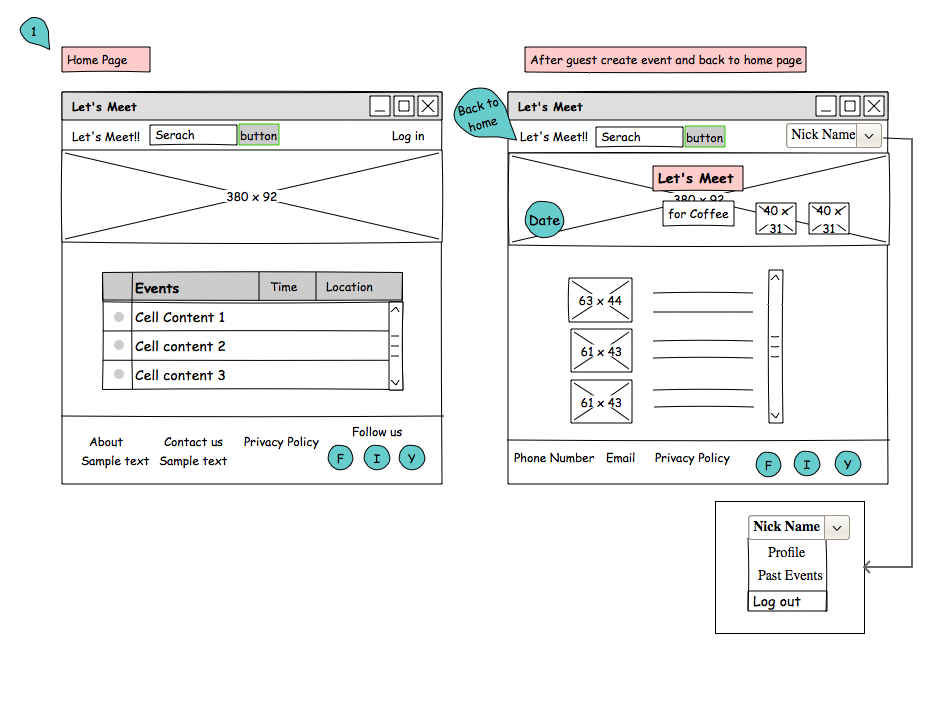 1
Home Page
Let's Meet
Let's Meet!!
Serach
button
Log in
380 x 92
Events
Time
Location
Cell Content 1
Cell content 2
Cell content 3
About
Contact us
Privacy Policy
Follow us
Sample text
Sample text
F
I
Y
After guest create event and back to home page
Back to
home
Let's Meet
Let's Meet!!
Serach
button
Nick Name
Let's Meet
380 x 92
for Coffee
Date
40 x
31
40 x
31
63 x 44
61 x 43
61 x 43
Phone Number
Email
Privacy Policy
F
I
Y
Nick Name
Profile
Past Events
Log out